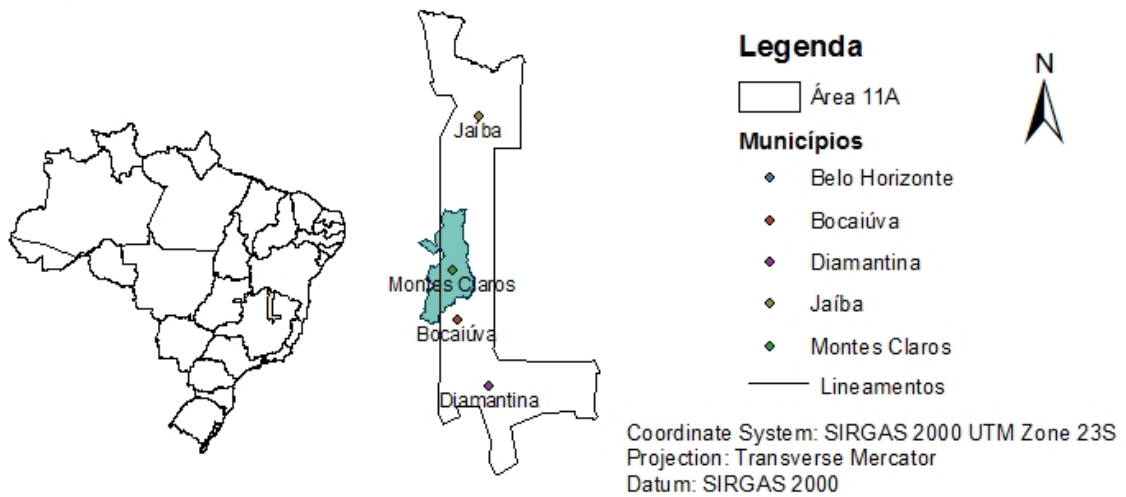 Jaíba
Montes Claros
Bocaiúva
Diamantina
Legenda
Área 11A
Municípios
Belo Horizonte
Bocaiúva
Diamantina
Jaíba
Montes Claros
Lineamentos
N
Coordinate System: SIRGAS 2000 UTM Zone 23S
Projection: Transverse Mercator
Datum: SIRGAS 2000